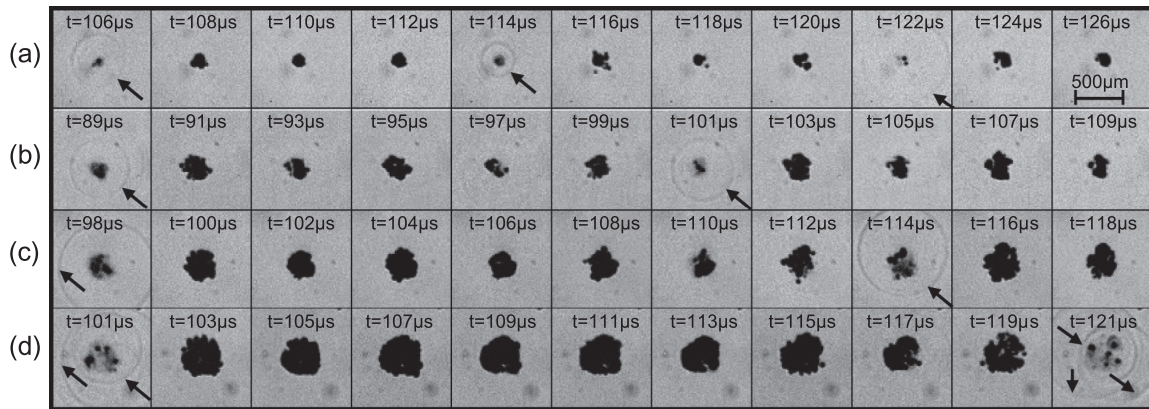 t=106μs t=108μs t=110μs t=112μs t=114μs t=116μs t=118μs t=120μs t=122μs t=124μs t=126μs
(a)
500μm
t=89μs t=91μs t=93μs t=95μs t=97μs t=99μs t=101μs t=103μs t=105μs t=107μs t=109μs
(b)
t=98μs t=100μs t=102μs t=104μs t=106μs t=108μs t=110μs t=112μs t=114μs t=116μs t=118μs
(c)
t=101μs t=103μs t=105μs t=107μs t=109μs t=111μs t=113μs t=115μs t=117μs t=119μs t=121μs
(d)